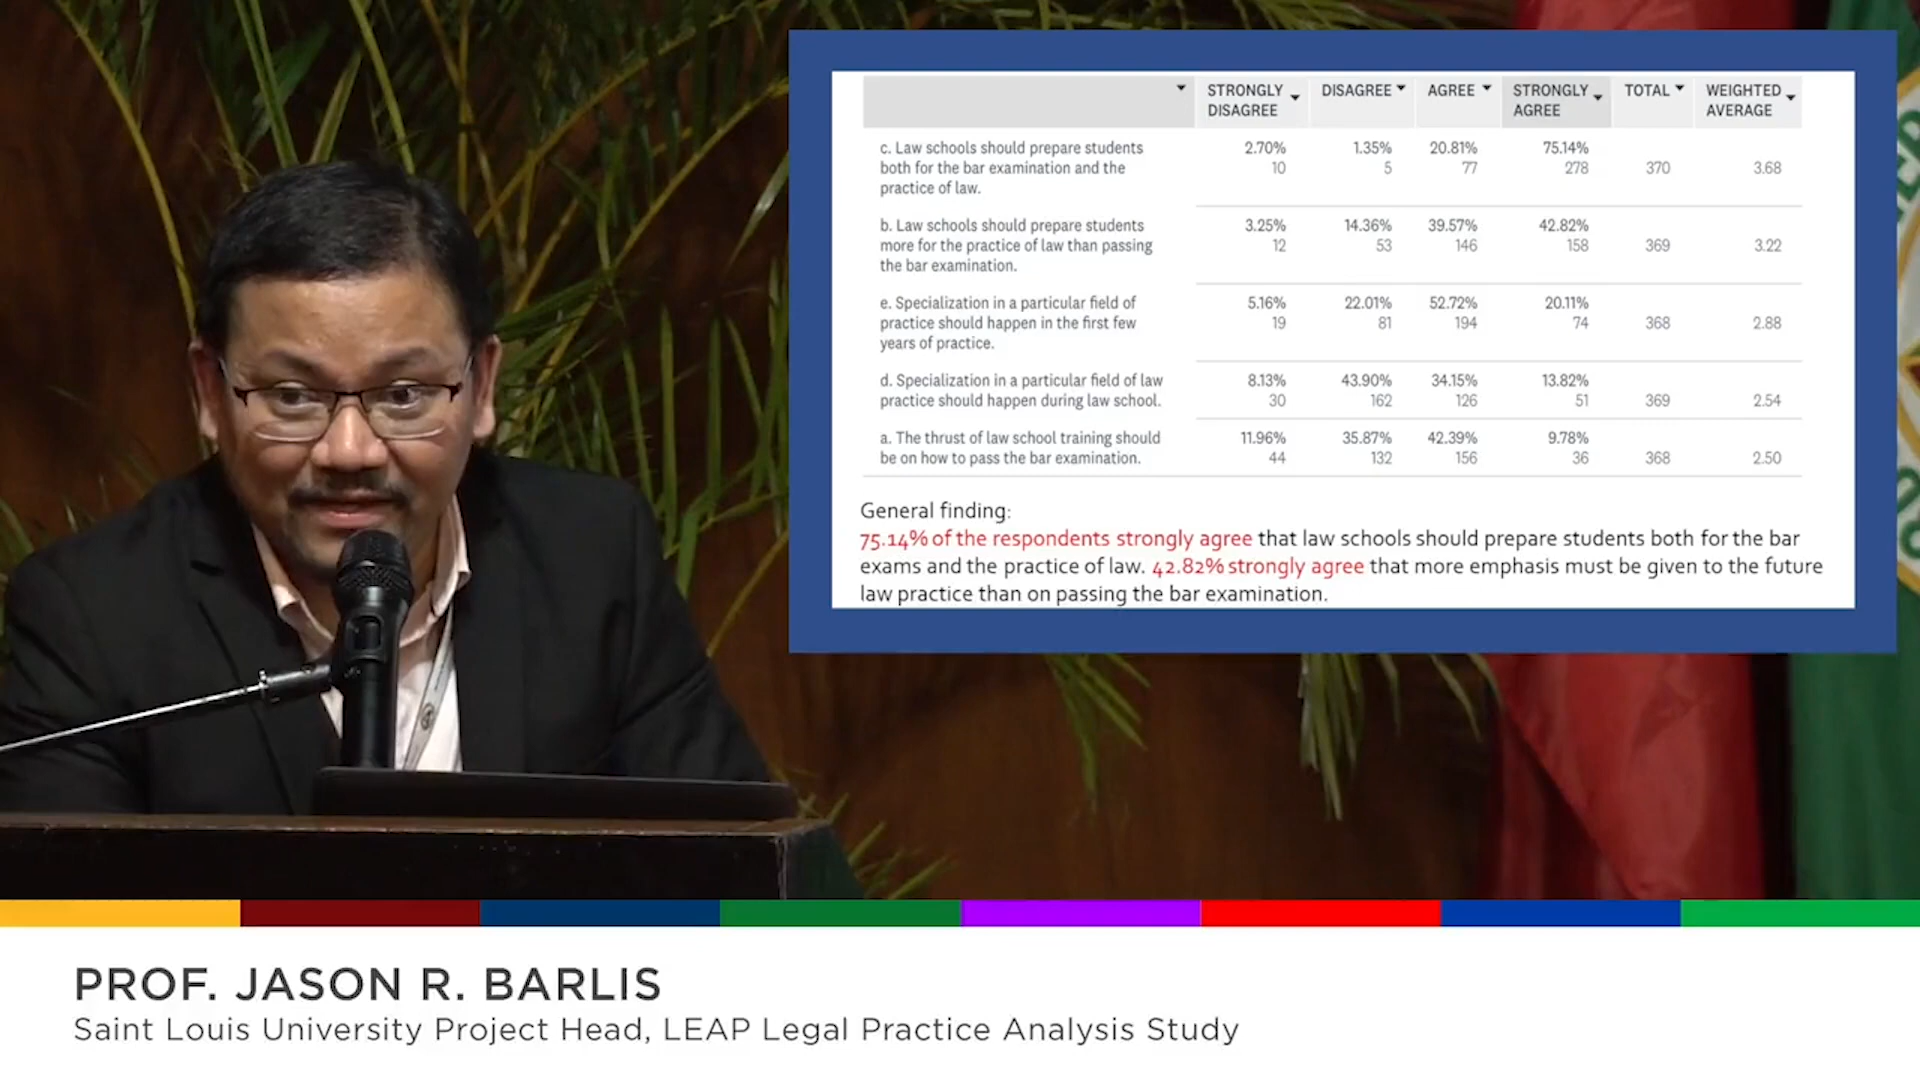 STRONGLY DISAGREE DISAGREE AGREE STRONGLY AGREE TOTAL WEIGHTED AVERAGE
c. Law schools should prepare students 2.70% 1.35% 20.81% 75.14%
both for the bar examination and the 10 5 77 278 370 3.68
practice of law.
b. Law schools should prepare students 3.25% 14.36% 39.57% 42.82%
more for the practice of law than passing 12 53 146 158 369 3.22
the bar examination.
e. Specialization in a particular field of 5.16% 22.01% 52.72% 20.11%
practice should happen in the first few 19 81 194 74 368 2.88
years of practice.
d. Specialization in a particular field of law 8.13% 43.90% 34.15% 13.82%
practice should happen during law school. 30 162 126 51 369 2.54
a. The thrust of law school training should 11.96% 35.87% 42.39% 9.78%
be on how to pass the bar examination. 44 132 156 36 368 2.50
General finding:
75.14% of the respondents strongly agree that law schools should prepare students both for the bar
exams and the practice of law. 42.82% strongly agree that more emphasis must be given to the future
law practice than on passing the bar examination.
PROF. JASON R. BARLIS
Saint Louis University Project Head, LEAP Legal Practice Analysis Study